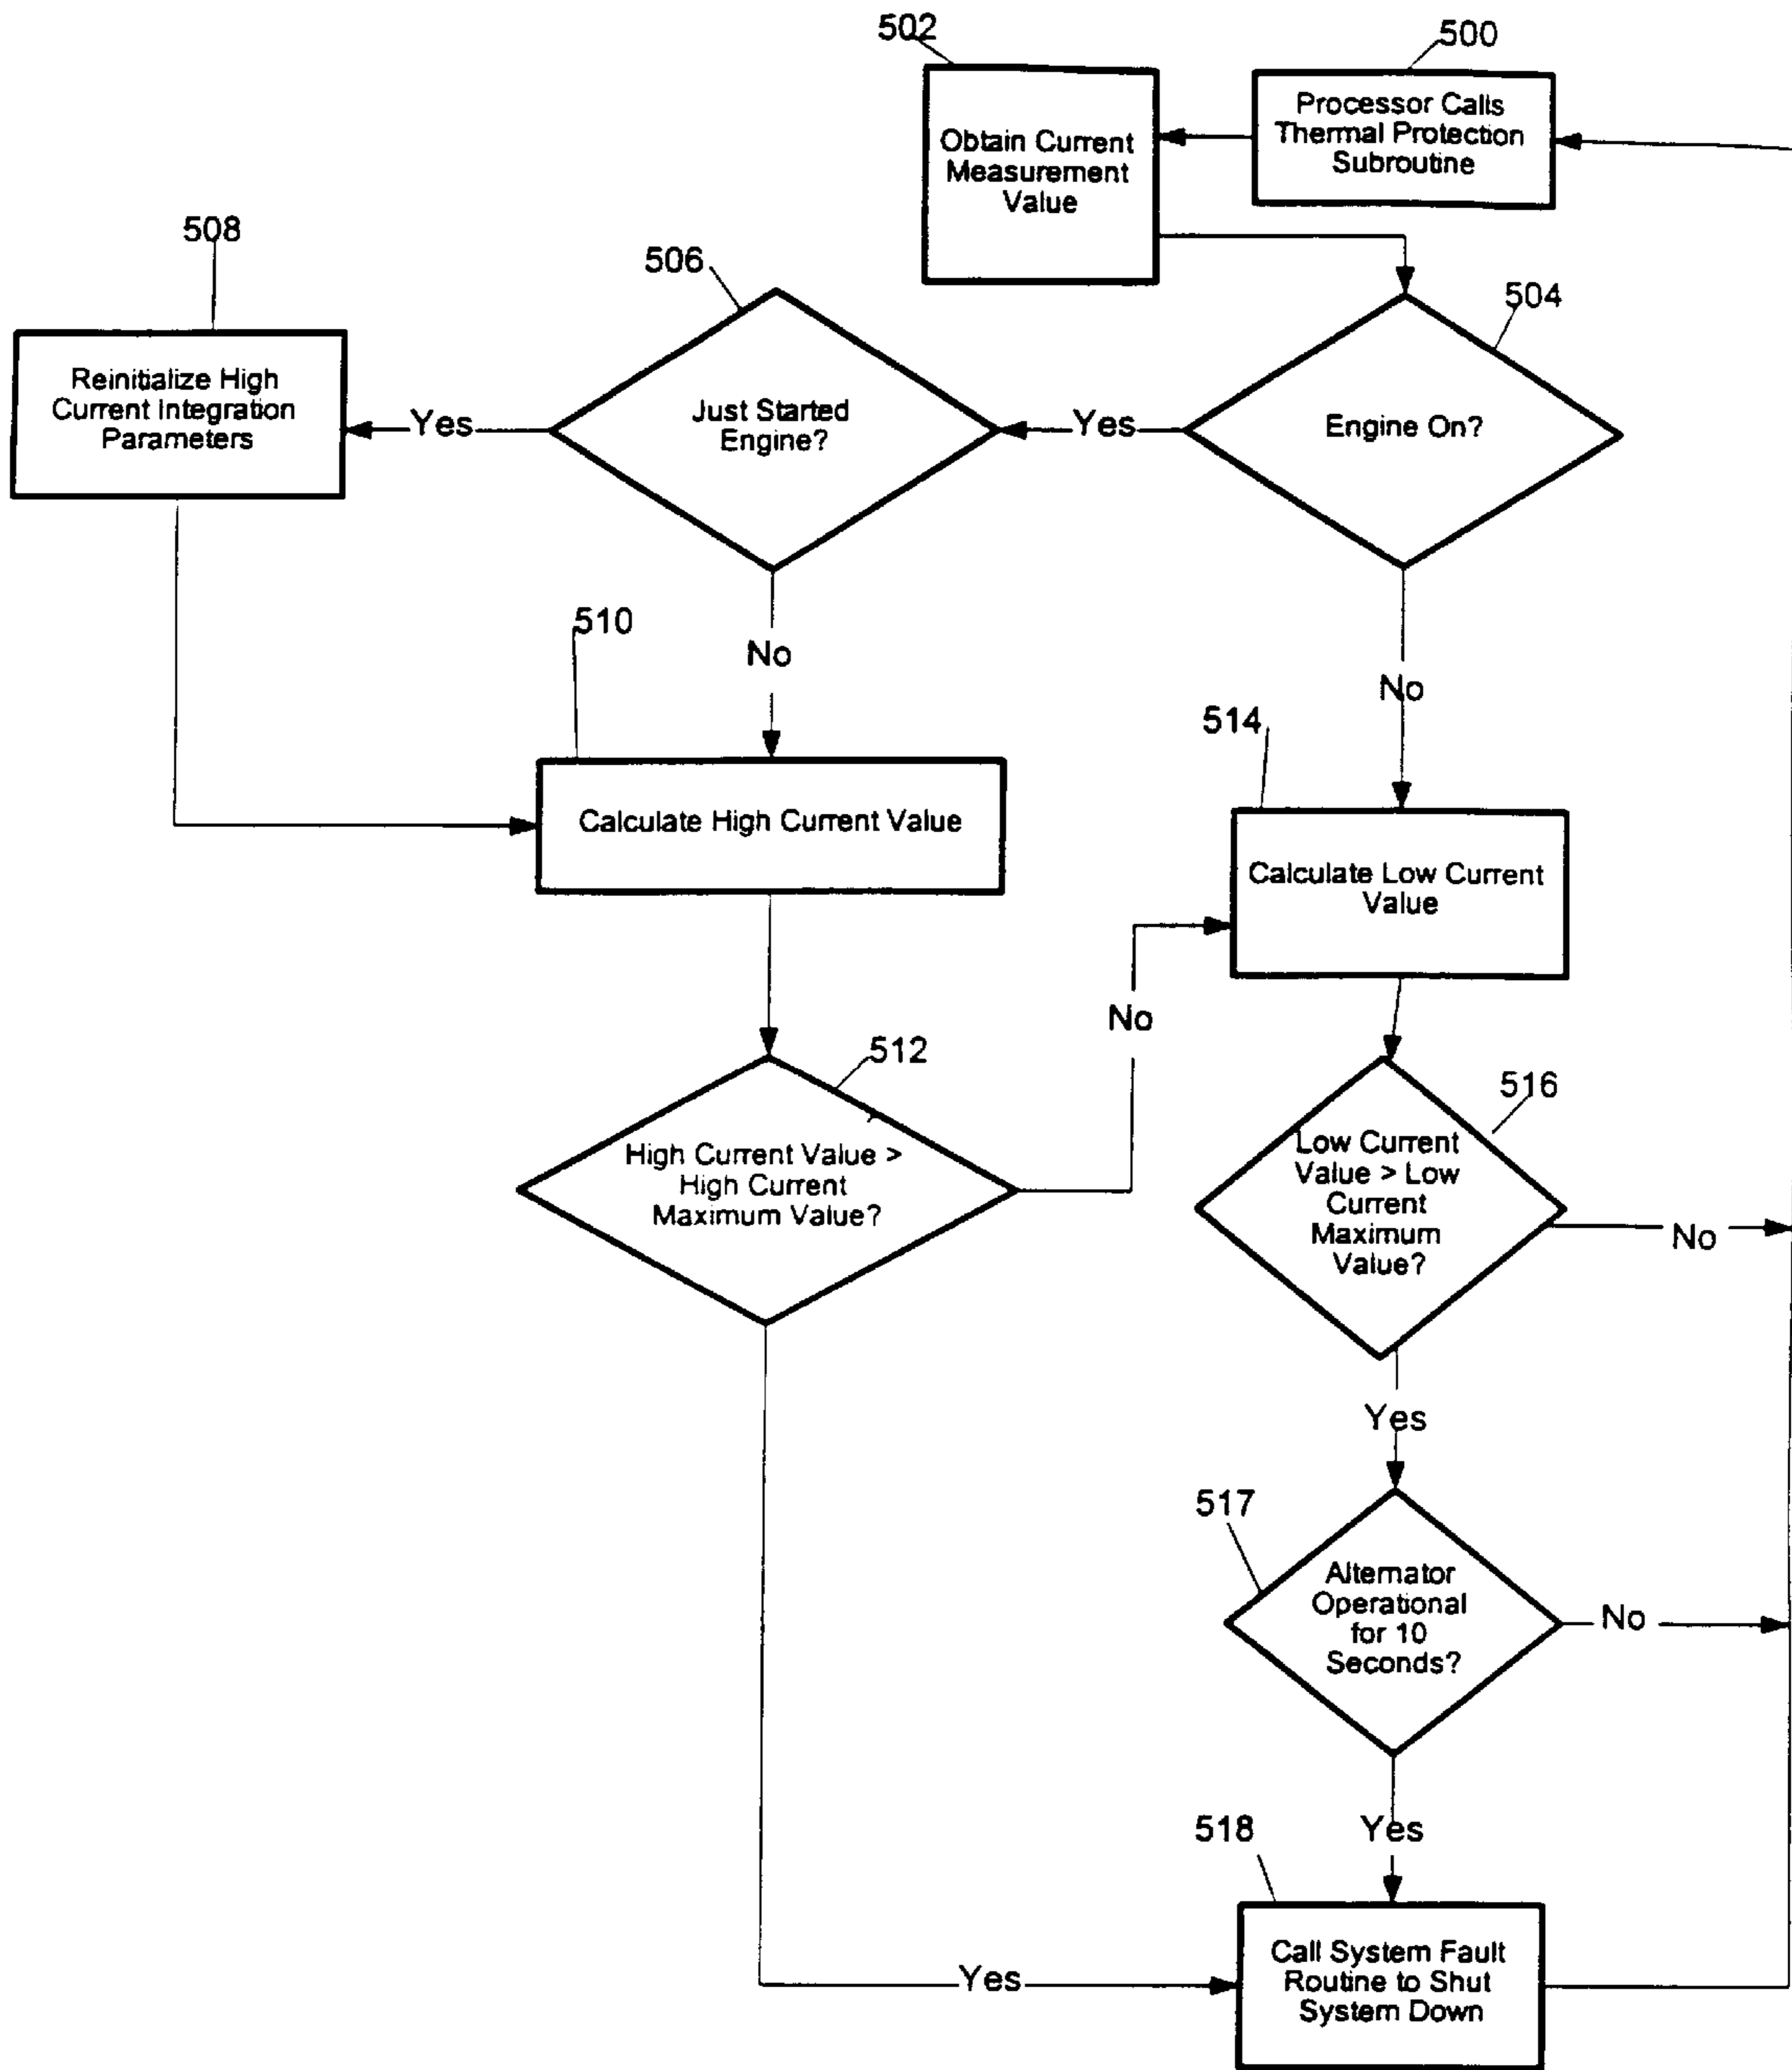 502
500
Processor Calls
Thermal Protection
Subroutine
Obtain Current
Measurement
Value
508
506
504
Reinitialize High
Current Integration
Parameters
Yes
Just Started
Engine?
Yes
Engine On?
No
No
510
514
Calculate High Current Value
Calculate Low Current
Value
No
512
516
High Current Value >
High Current
Maximum Value?
Low Current
Value > Low
Current
Maximum
Value?
No
Yes
517
Alternator
Operational
for 10
Seconds?
No
Yes
518
Call System Fault
Routine to Shut
System Down
Yes